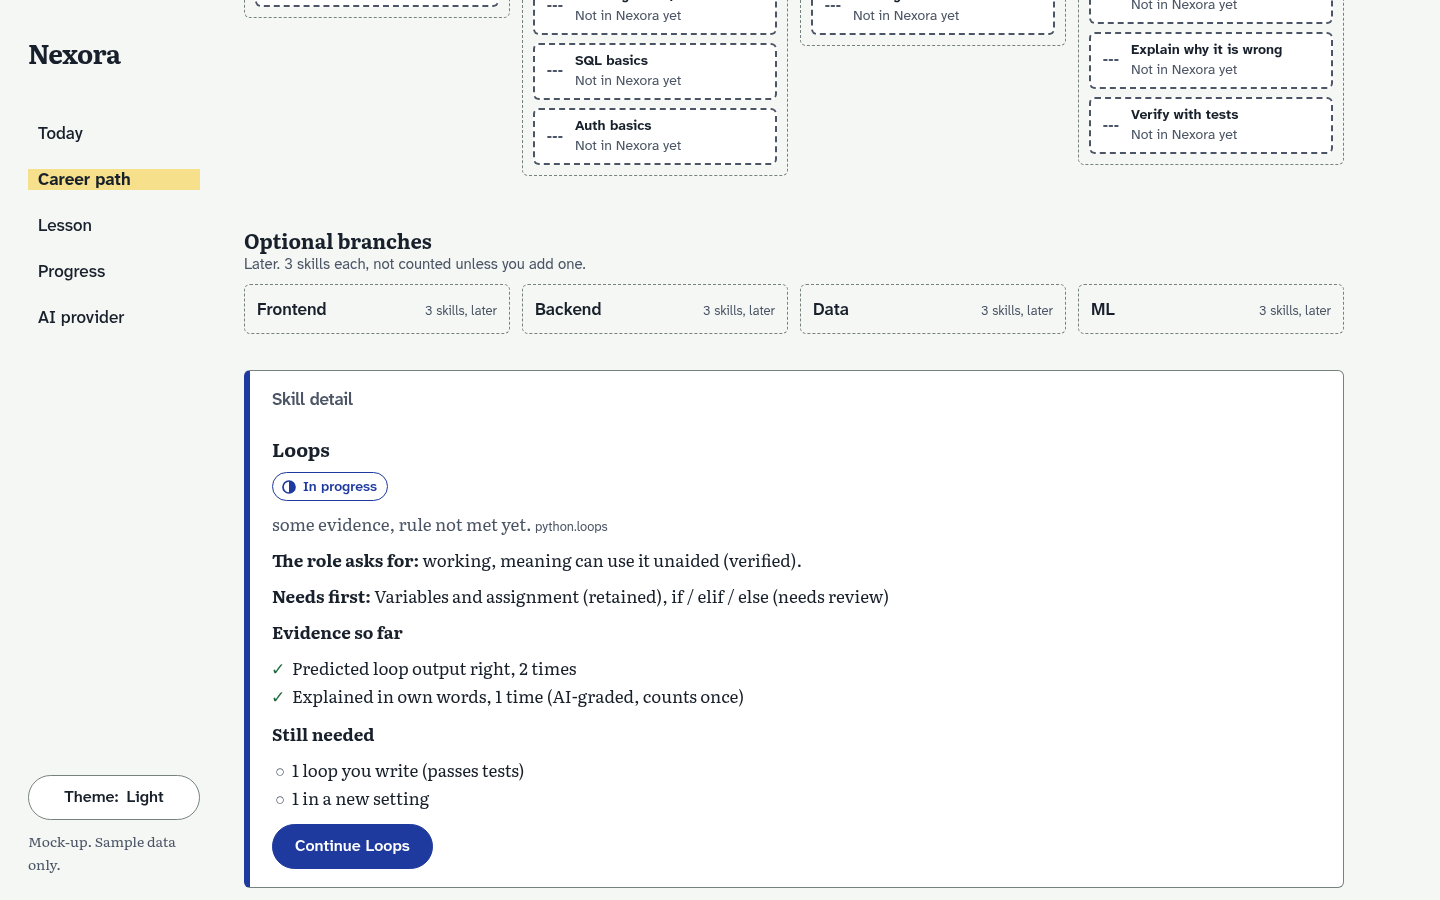 Nexora
Today
Career path
Lesson
Progress
AI provider
Theme: Light
Mock-up. Sample data
only.
--- Not in Nexora yet
--- SQL basics
Not in Nexora yet
--- Auth basics
Not in Nexora yet
--- Not in Nexora yet
Not in Nexora yet
--- Explain why it is wrong
Not in Nexora yet
--- Verify with tests
Not in Nexora yet
Optional branches
Later. 3 skills each, not counted unless you add one.
Frontend 3 skills, later
Backend 3 skills, later
Data 3 skills, later
ML 3 skills, later
Skill detail
Loops
In progress
some evidence, rule not met yet. python.loops
The role asks for: working, meaning can use it unaided (verified).
Needs first: Variables and assignment (retained), if / elif / else (needs review)
Evidence so far
✓ Predicted loop output right, 2 times
✓ Explained in own words, 1 time (AI-graded, counts once)
Still needed
○ 1 loop you write (passes tests)
○ 1 in a new setting
Continue Loops